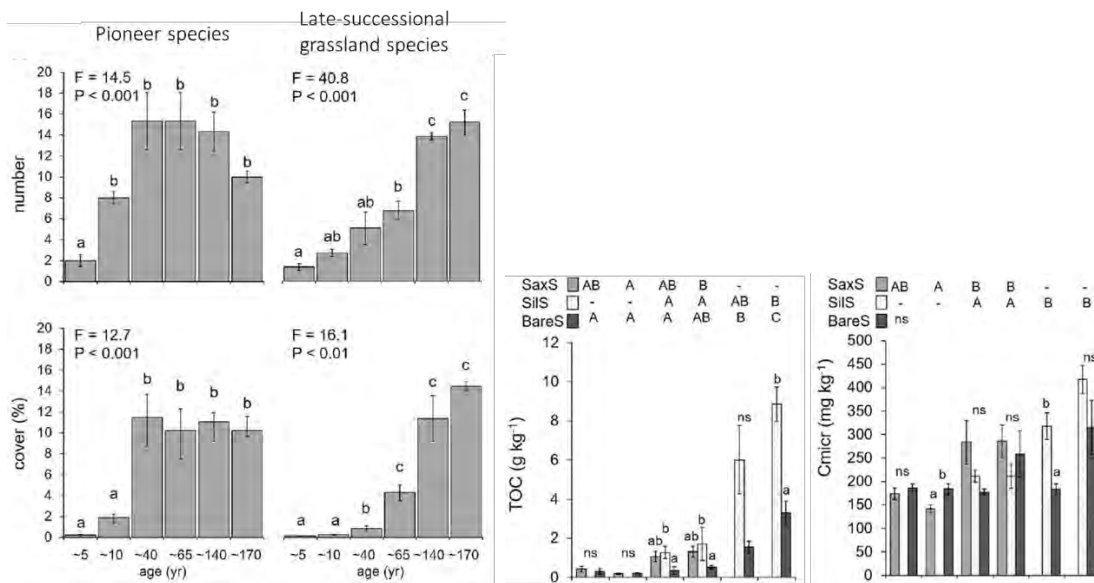 Pioneer species
Late-successional
grassland species
number
20
18
16
14
12
10
8
6
4
2
0
F = 14.5
P < 0.001
a
b
b
b
b
b
F = 40.8
P < 0.001
a
ab
ab
b
c
c
cover (%)
20
18
16
14
12
10
8
6
4
2
0
F = 12.7
P < 0.001
a
a
b
b
b
b
~5 ~10 ~40 ~65 ~140 ~170
age (yr)
F = 16.1
P < 0.01
a
a
b
c
c
c
~5 ~10 ~40 ~65 ~140 ~170
age (yr)
SaxS AB A AB B - -
SilS - - A A AB B
BareS A A A AB B C
TOC (g kg⁻¹)
12
10
8
6
4
2
0
ns
ns
ab b a
ab b a
ns
b a
SaxS AB A B B - -
SilS - - A A B B
BareS ns
Cmicr (mg kg⁻¹)
500
450
400
350
300
250
200
150
100
50
0
ns
a b
ns
ns
b a
ns